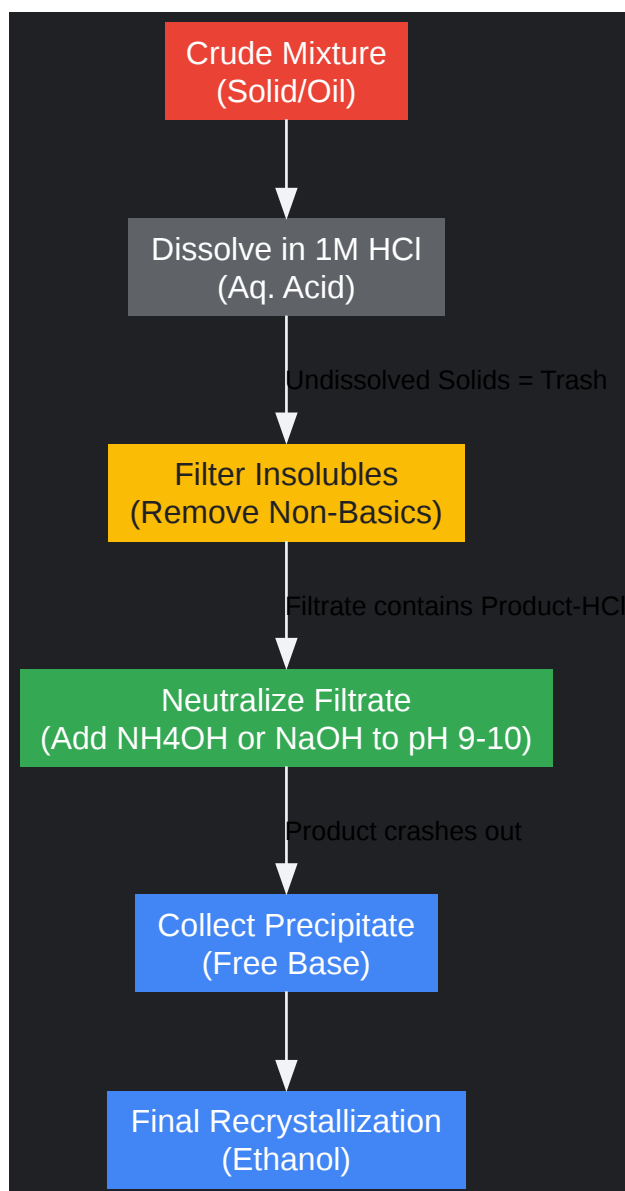 Crude Mixture
(Solid/Oil)
Dissolve in 1M HCl
(Aq. Acid)
Undissolved Solids = Trash
Filter Insolubles
(Remove Non-Basics)
Filtrate contains Product-HCl
Neutralize Filtrate
(Add NH4OH or NaOH to pH 9-10)
Product crashes out
Collect Precipitate
(Free Base)
Final Recrystallization
(Ethanol)